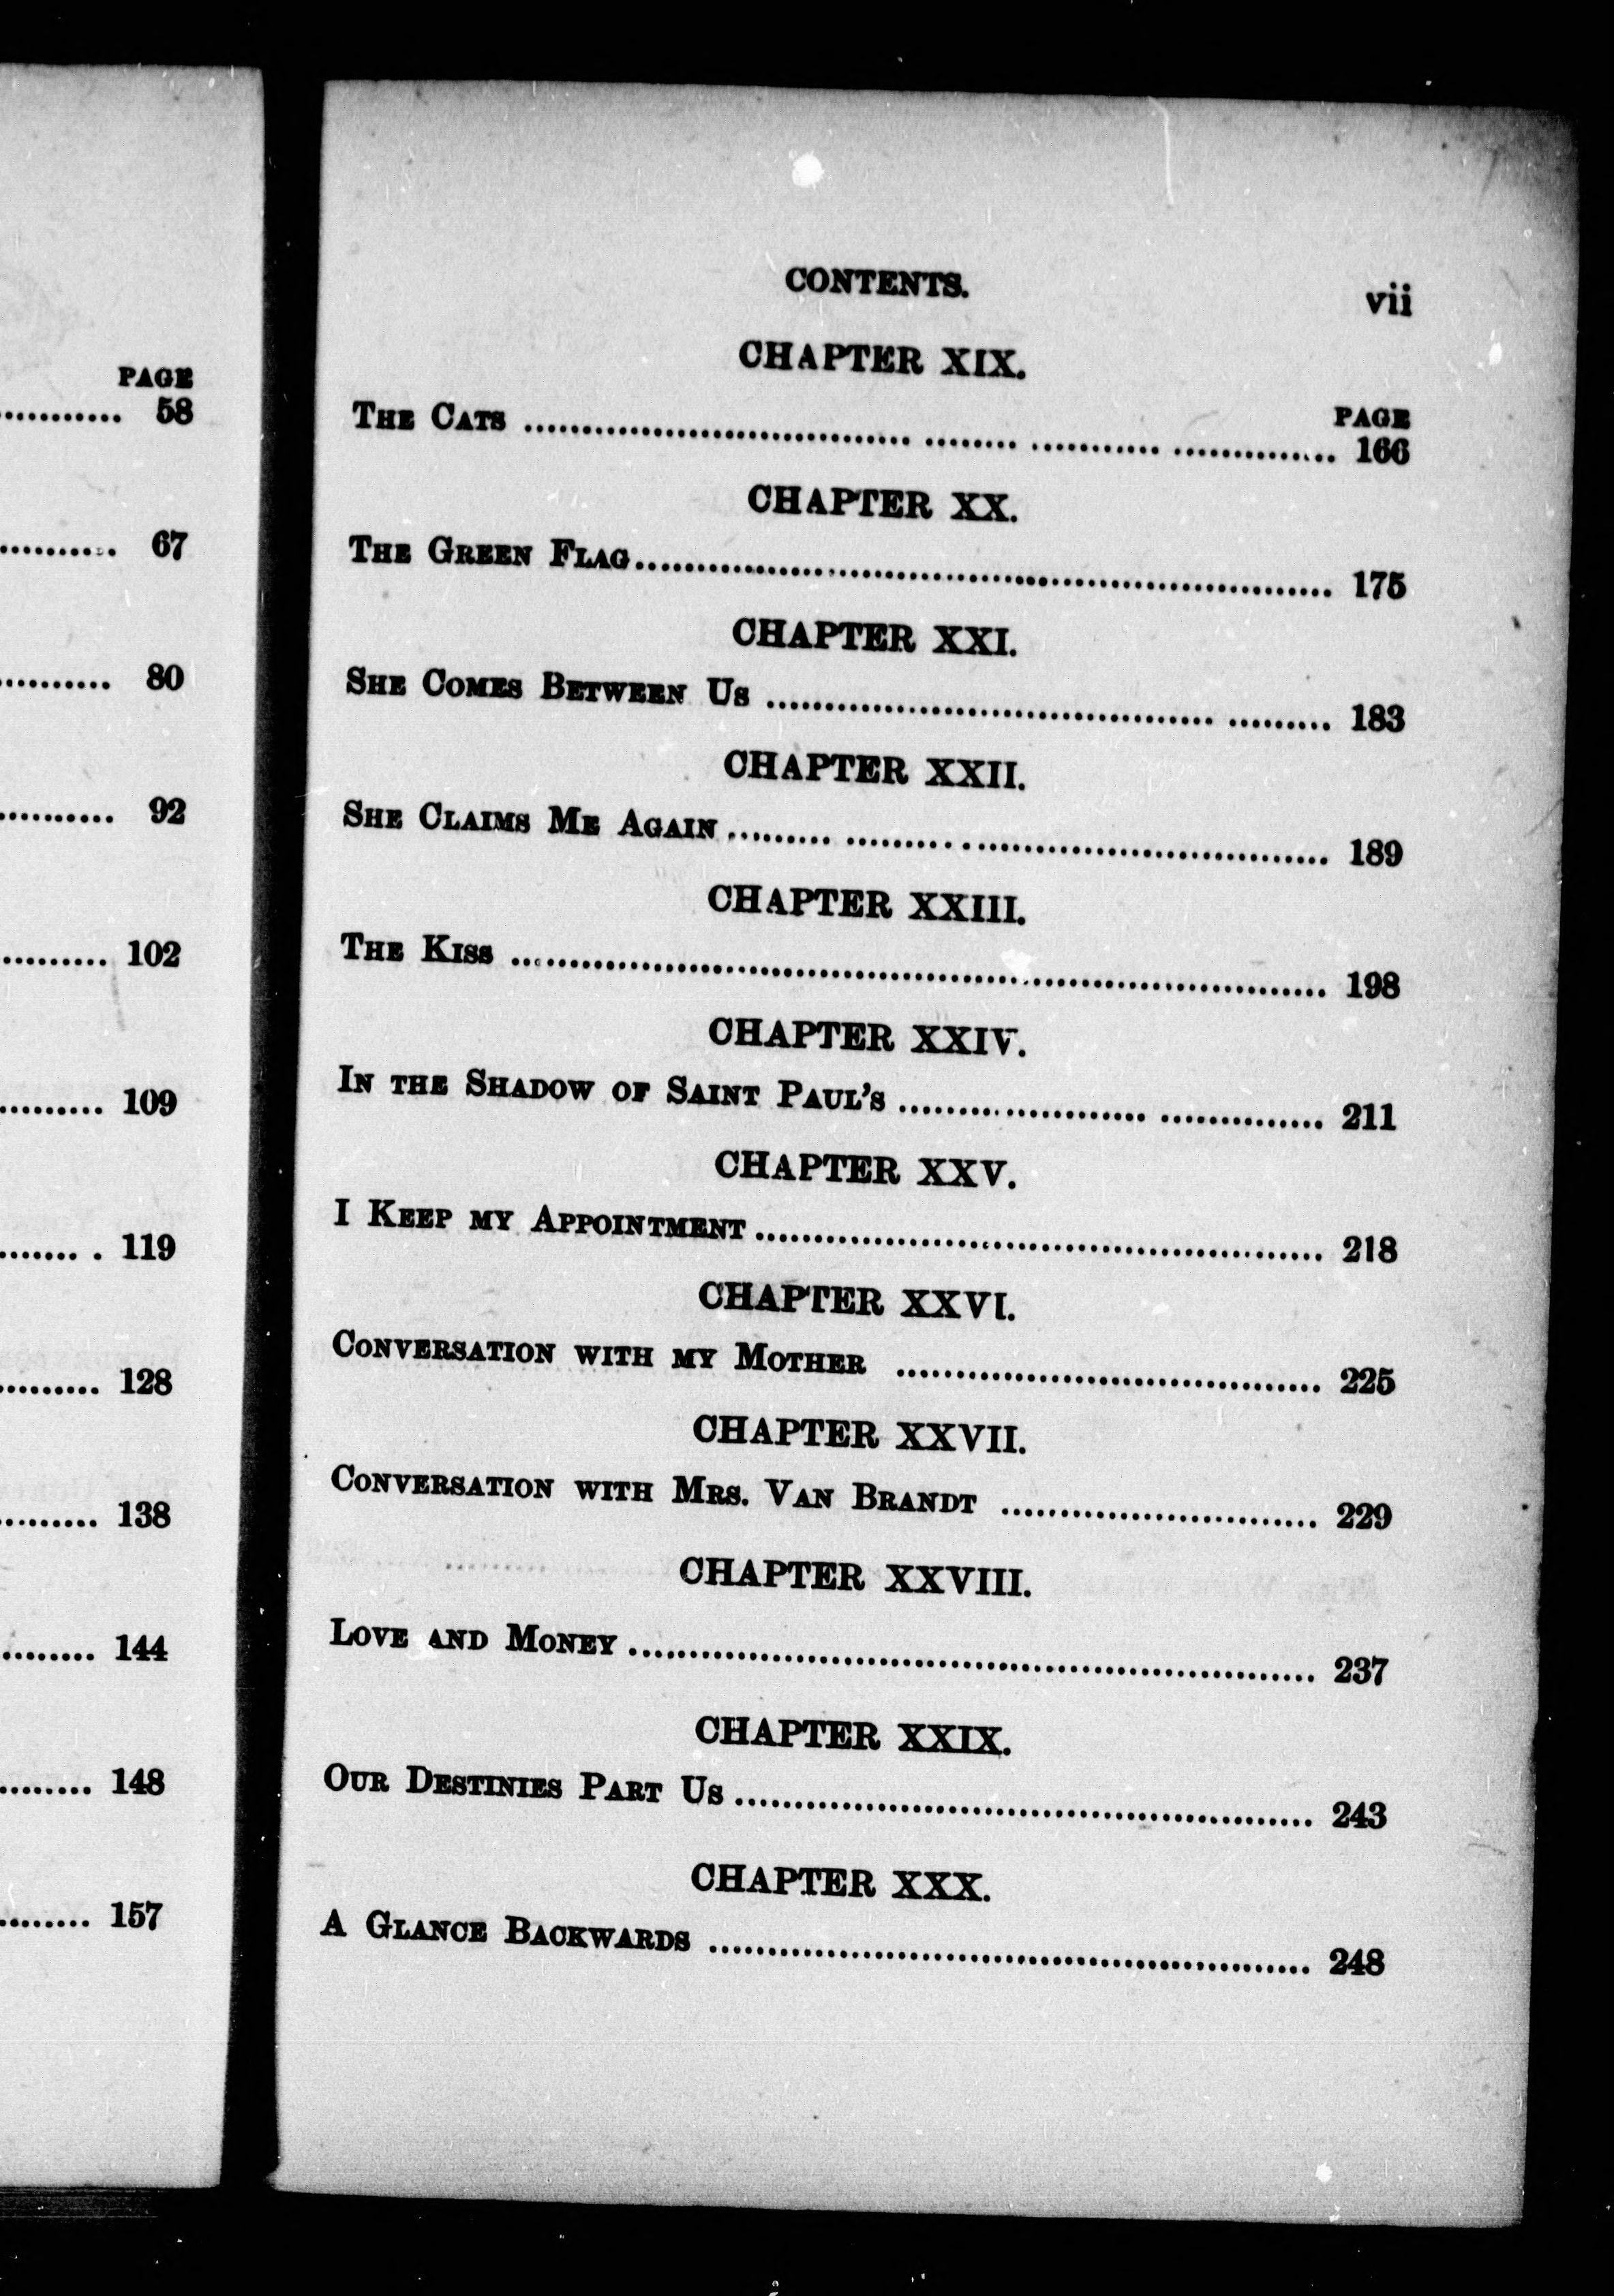 PAGE
........... 58
........... 67
.......... 80
.......... 92
......... 102
......... 109
....... . 119
......... 128
......... 138
........ 144
........ 148
........ 157
CONTENTS. vii
CHAPTER XIX.
PAGE
THE CATS ........................................ 166
CHAPTER XX.
THE GREEN FLAG ........................................ 175
CHAPTER XXI.
SHE COMES BETWEEN US ........................................ 183
CHAPTER XXII.
SHE CLAIMS ME AGAIN ........................................ 189
CHAPTER XXIII.
THE KISS ........................................ 198
CHAPTER XXIV.
IN THE SHADOW OF SAINT PAUL'S ........................................ 211
CHAPTER XXV.
I KEEP MY APPOINTMENT ........................................ 218
CHAPTER XXVI.
CONVERSATION WITH MY MOTHER ........................................ 225
CHAPTER XXVII.
CONVERSATION WITH MRS. VAN BRANDT ........................................ 229
CHAPTER XXVIII.
LOVE AND MONEY ........................................ 237
CHAPTER XXIX.
OUR DESTINIES PART US ........................................ 243
CHAPTER XXX.
A GLANCE BACKWARDS ........................................ 248